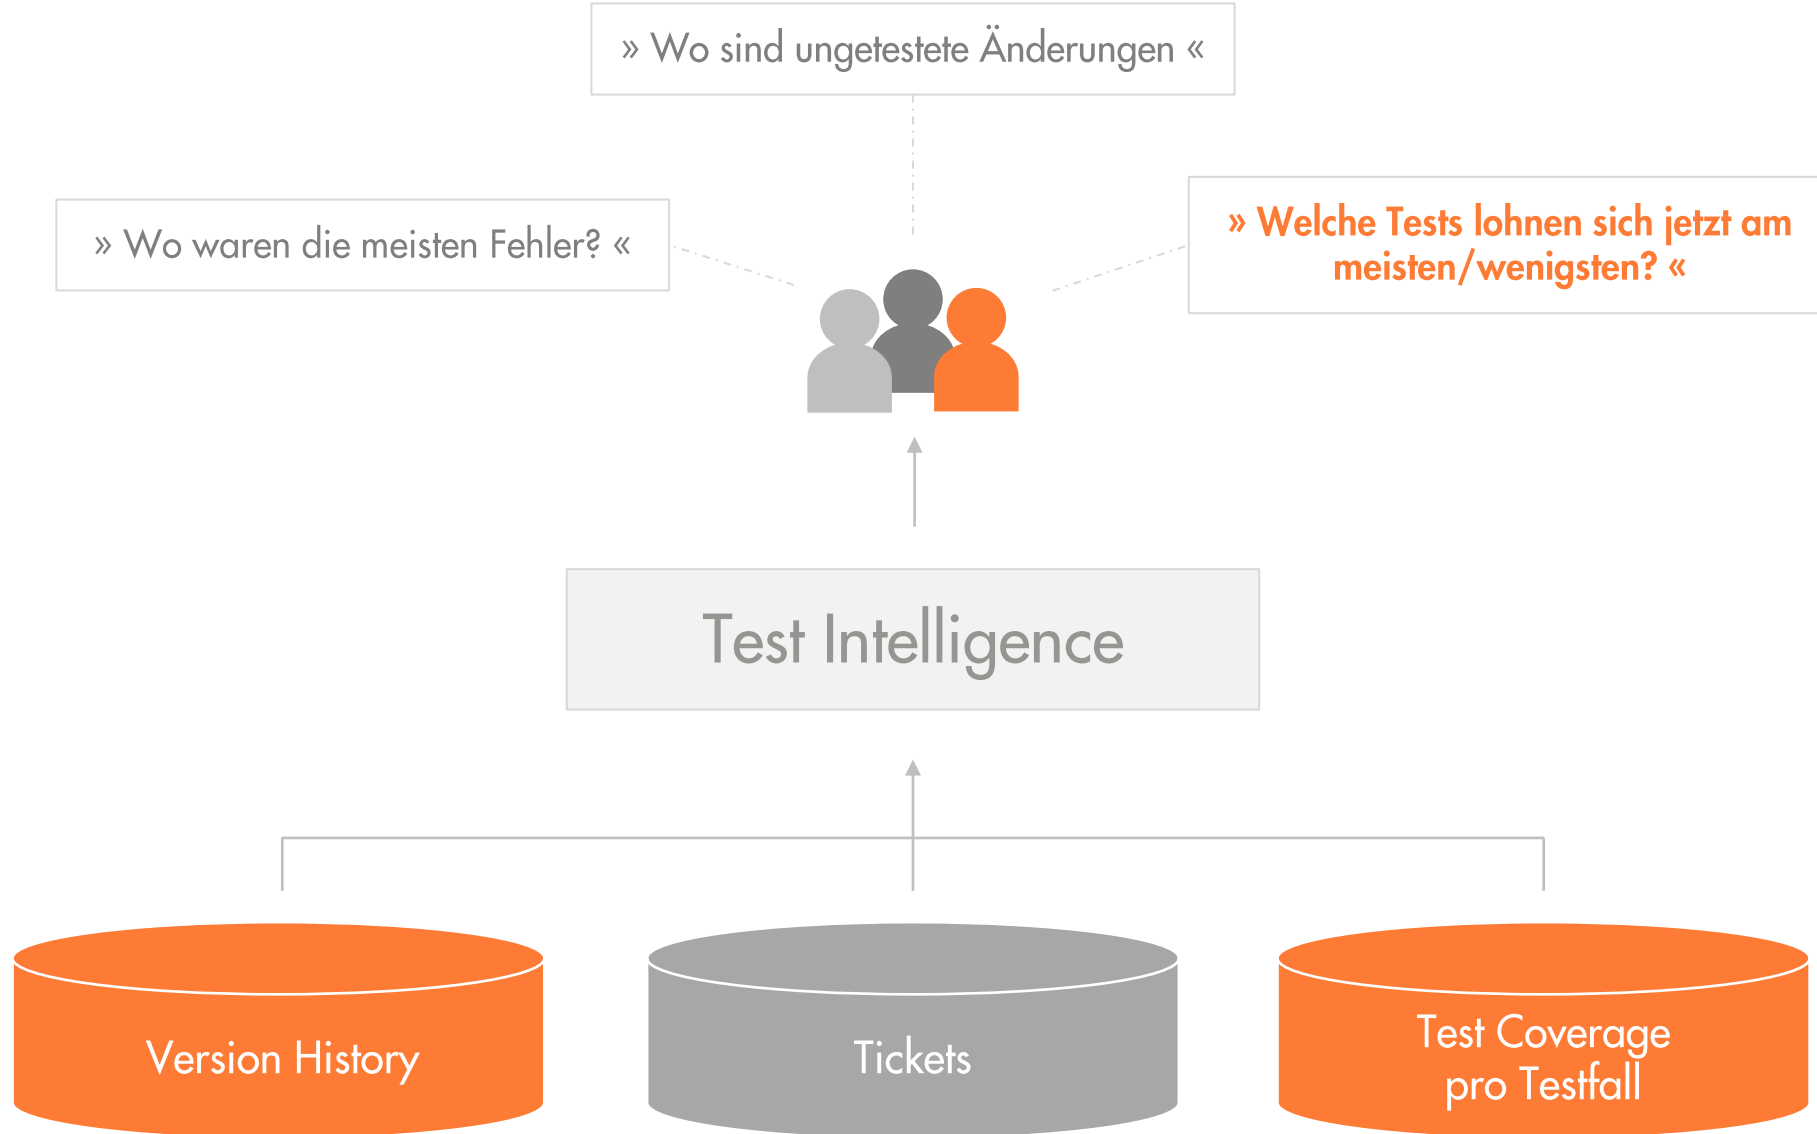 » Wo sind ungetestete Änderungen «
» Wo waren die meisten Fehler? «
» Welche Tests lohnen sich jetzt am
meisten/wenigsten? «
Test Intelligence
Version History
Tickets
Test Coverage
pro Testfall